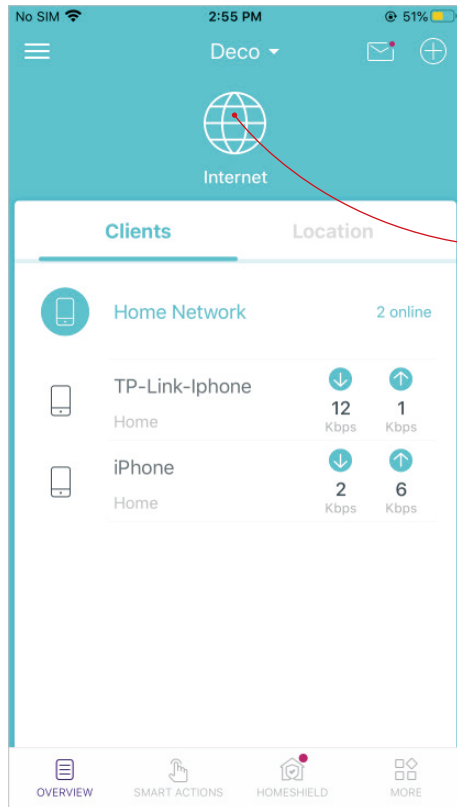 No SIM 2:55 PM 51%
Deco
Internet
Clients Location
Home Network 2 online
TP-Link-Iphone
12 1
Home Kbps Kbps
iPhone
2 6
Home Kbps Kbps
OVERVIEW SMART ACTIONS HOMESHIELD MORE